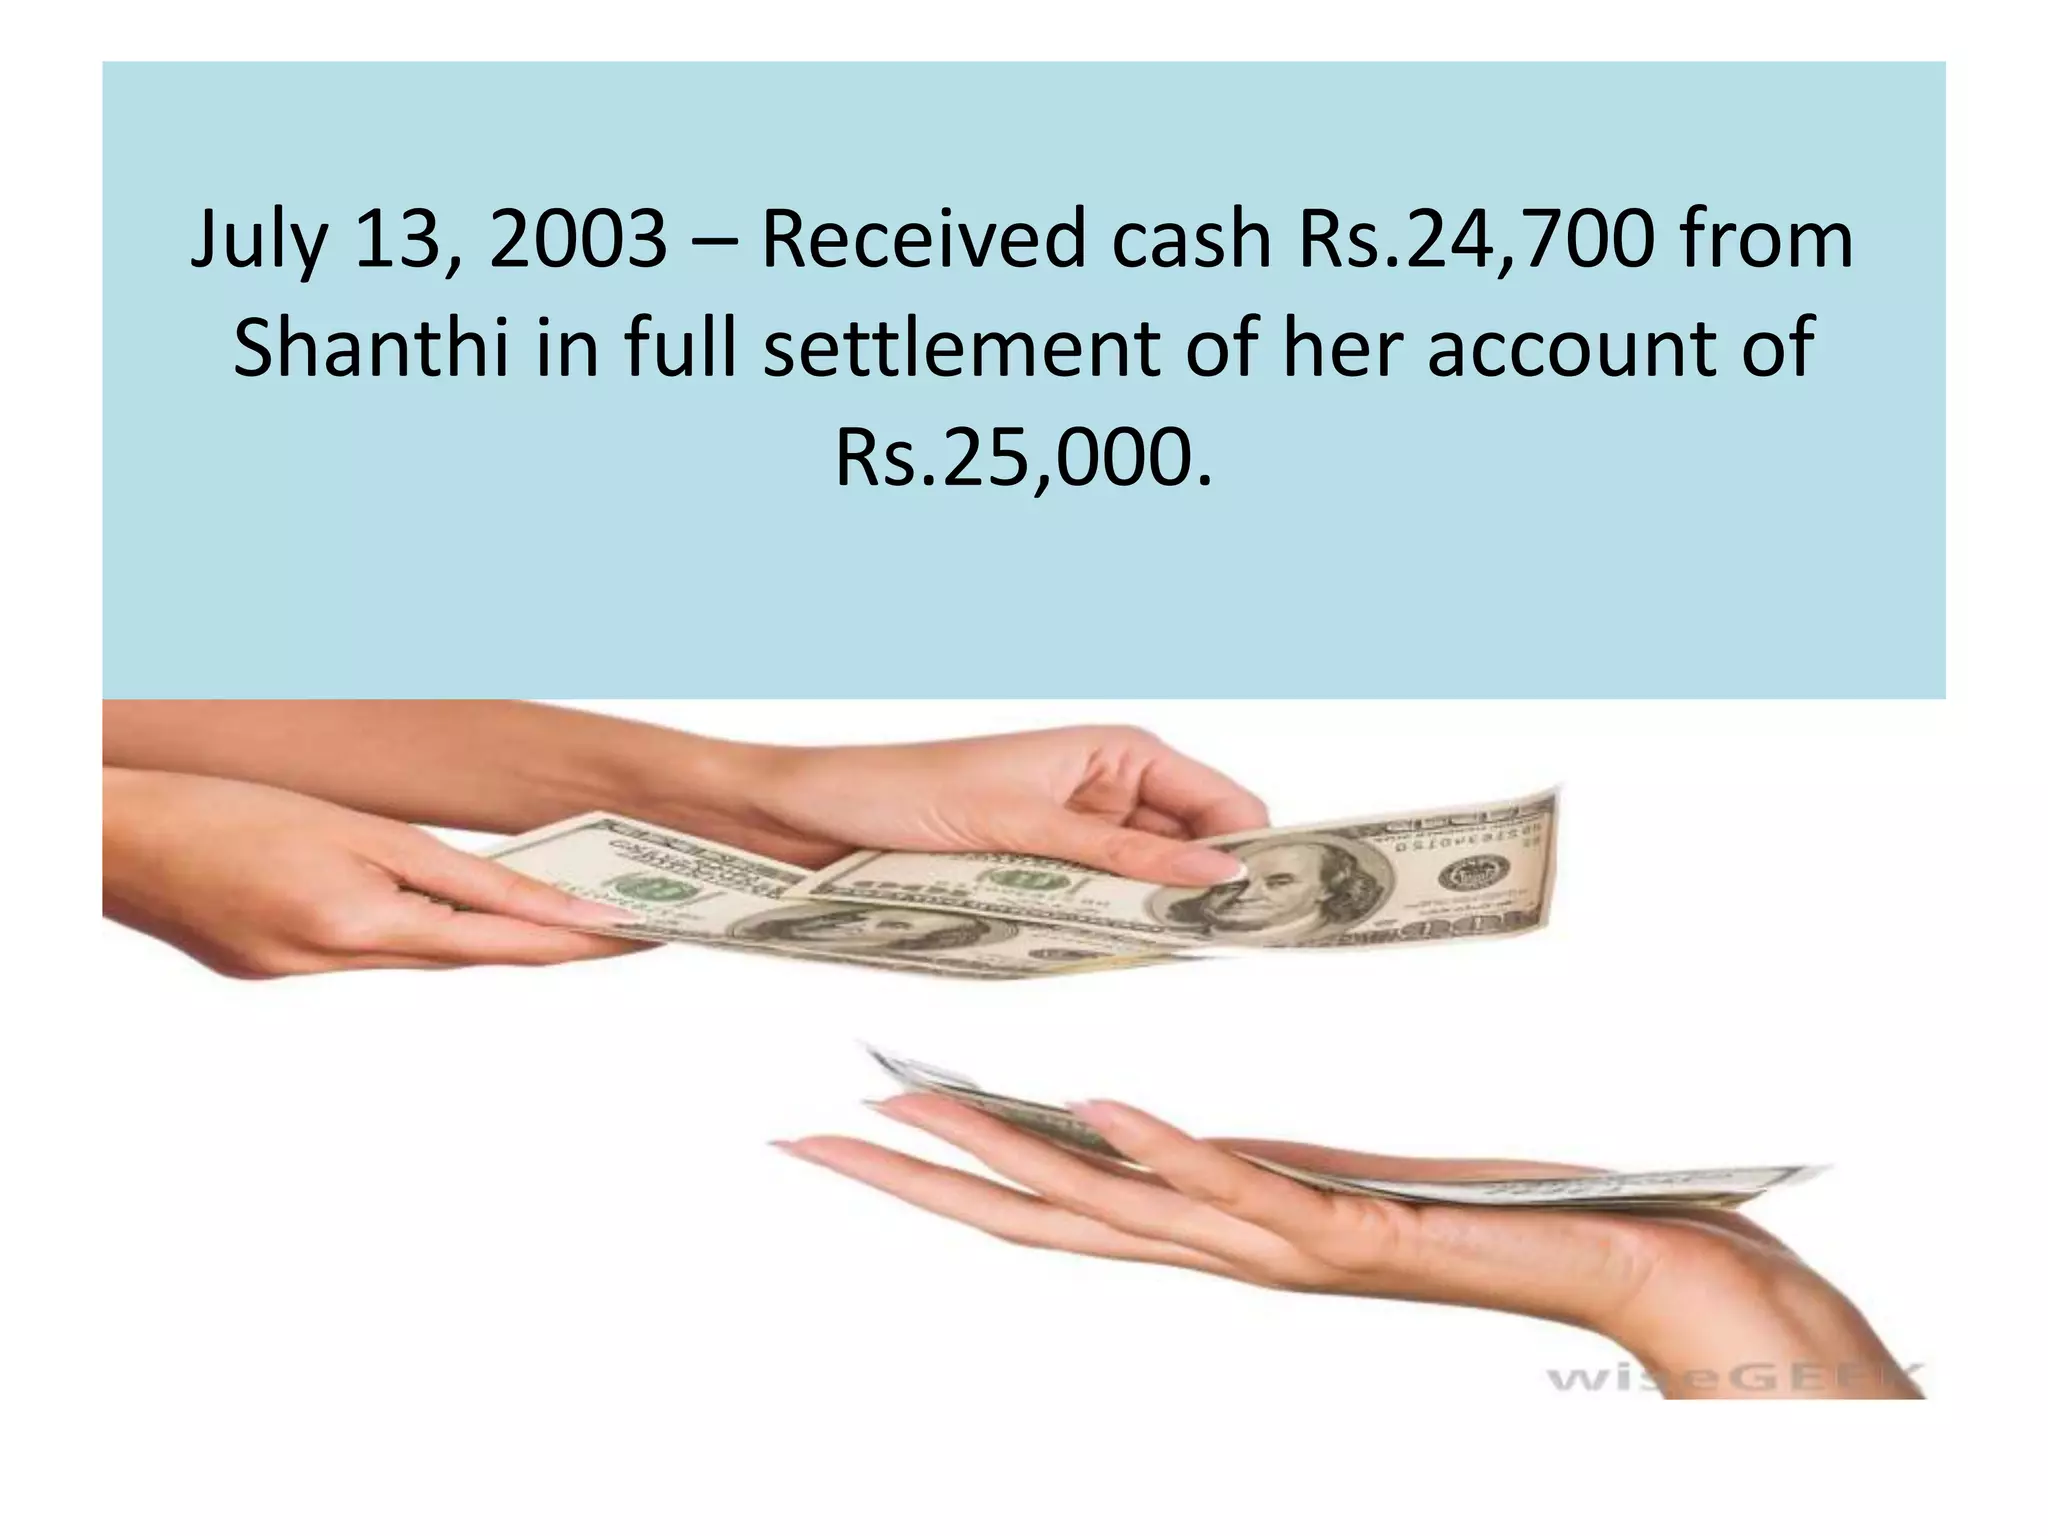 July 13, 2003 – Received cash Rs.24,700 from
Shanthi in full settlement of her account of
Rs.25,000.
wiseGEEK